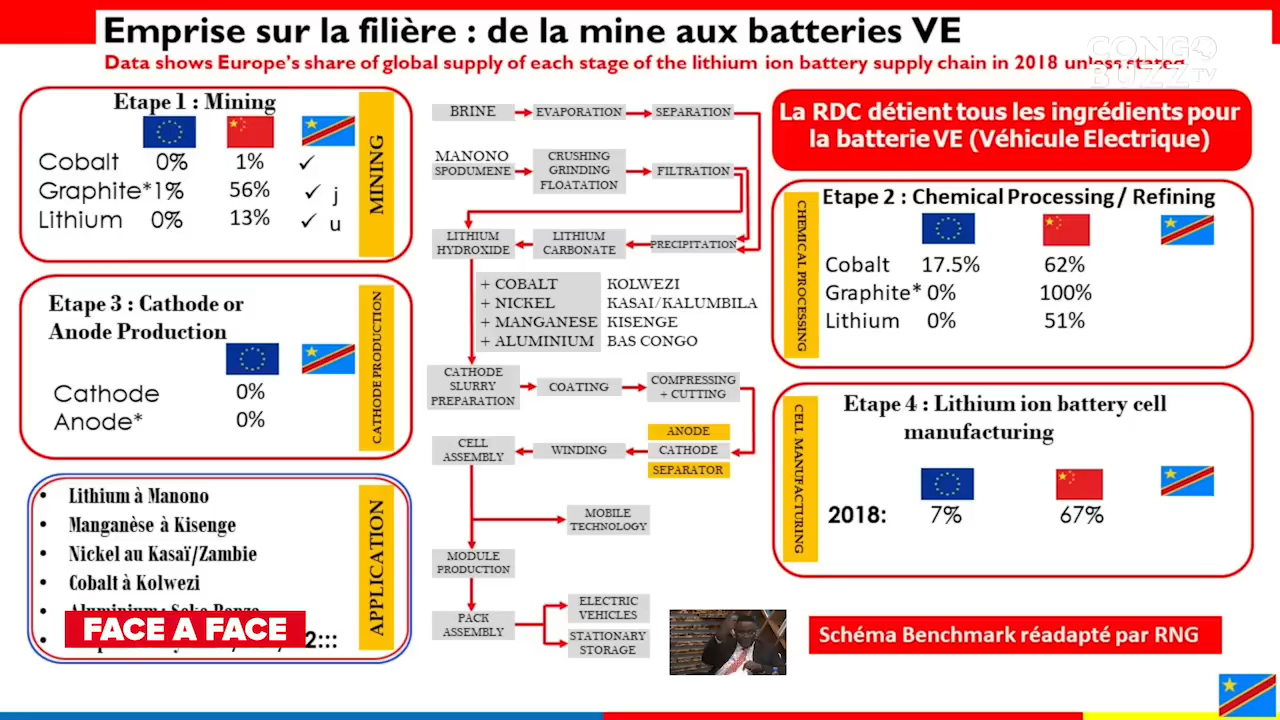 Emprise sur la filière : de la mine aux batteries VE
Data shows Europe's share of global supply of each stage of the lithium ion battery supply chain in 2018 unless stated
CONGO
BUZZ TV
Etape 1 : Mining
Cobalt 0% 1% ✓
Graphite* 1% 56% ✓ j
Lithium 0% 13% ✓ u
MINING
Etape 3 : Cathode or
Anode Production
Cathode 0%
Anode* 0%
CATHODE PRODUCTION
• Lithium à Manono
• Manganèse à Kisenge
• Nickel au Kasaï/Zambie
• Cobalt à Kolwezi
•
• 2:::
APPLICATION
FACE A FACE
BRINE
EVAPORATION
SEPARATION
MANONO
SPODUMENE
CRUSHING
GRINDING
FLOATATION
FILTRATION
LITHIUM
HYDROXIDE
LITHIUM
CARBONATE
PRECIPITATION
+ COBALT KOLWEZI
+ NICKEL KASAI/KALUMBILA
+ MANGANESE KISENGE
+ ALUMINIUM BAS CONGO
CATHODE
SLURRY
PREPARATION
COATING
COMPRESSING
+ CUTTING
CELL
ASSEMBLY
WINDING
ANODE
CATHODE
SEPARATOR
MOBILE
TECHNOLOGY
MODULE
PRODUCTION
PACK
ASSEMBLY
ELECTRIC
VEHICLES
STATIONARY
STORAGE
La RDC détient tous les ingrédients pour
la batterie VE (Véhicule Electrique)
Etape 2 : Chemical Processing / Refining
Cobalt 17.5% 62%
Graphite* 0% 100%
Lithium 0% 51%
CHEMICAL PROCESSING
Etape 4 : Lithium ion battery cell
manufacturing
2018: 7% 67%
CELL MANUFACTURING
Schéma Benchmark réadapté par RNG